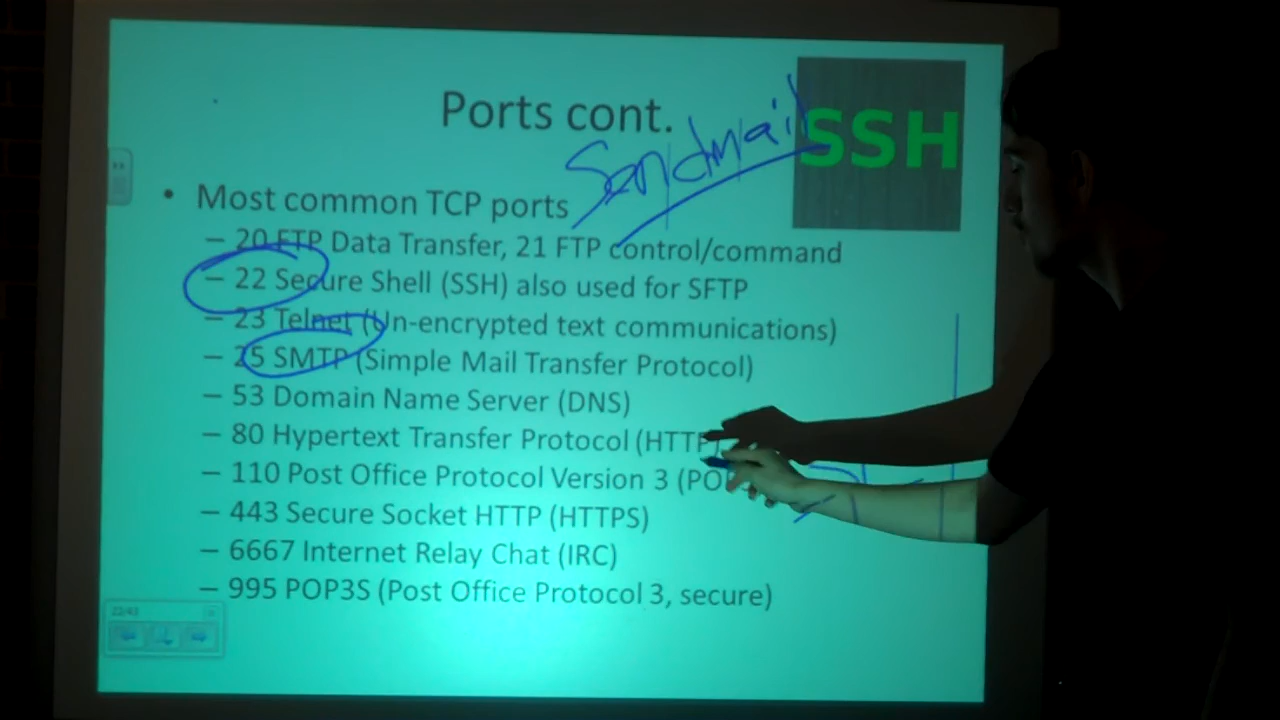 Ports cont.
Sendmail
SSH
• Most common TCP ports
– 20 FTP Data Transfer, 21 FTP control/command
– 22 Secure Shell (SSH) also used for SFTP
– 23 Telnet (Un-encrypted text communications)
– 25 SMTP (Simple Mail Transfer Protocol)
– 53 Domain Name Server (DNS)
– 80 Hypertext Transfer Protocol (HTTP)
– 110 Post Office Protocol Version 3 (PO
– 443 Secure Socket HTTP (HTTPS)
– 6667 Internet Relay Chat (IRC)
– 995 POP3S (Post Office Protocol 3, secure)